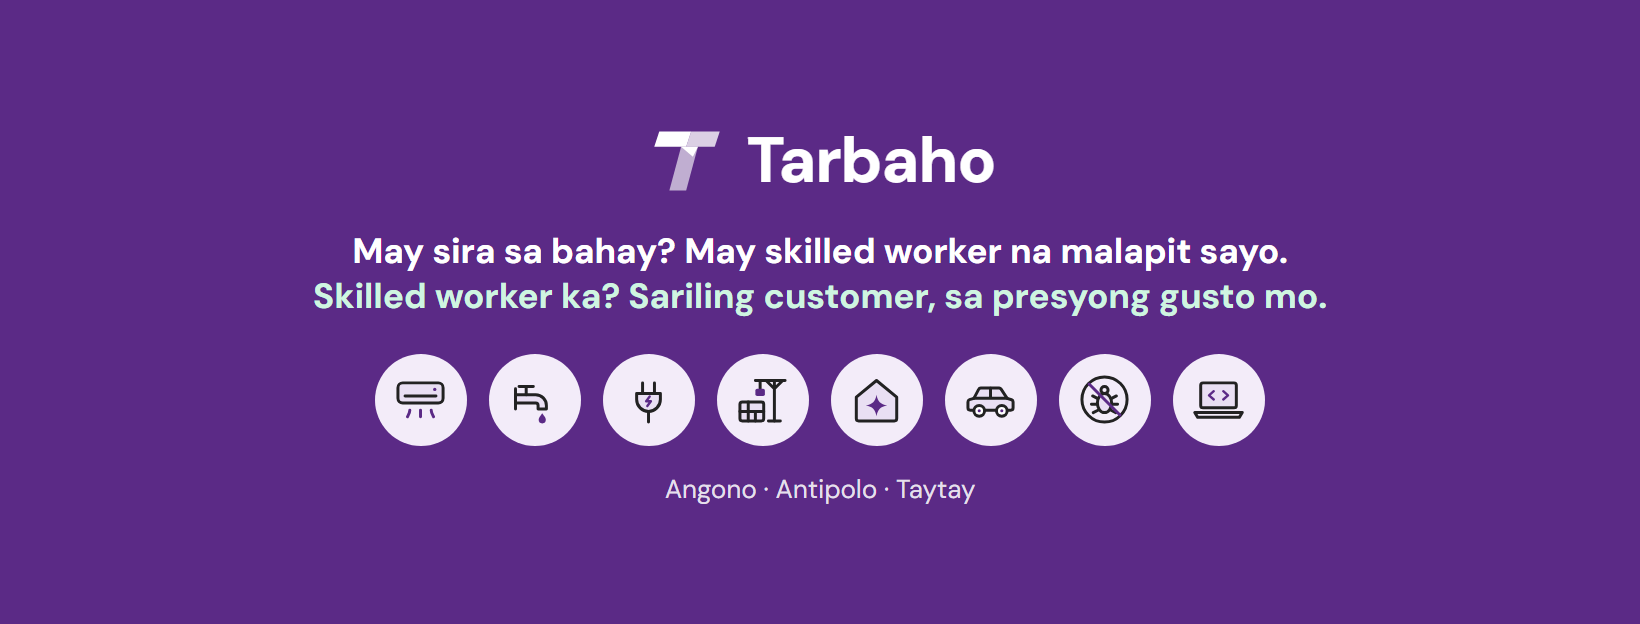 Tarbaho
May sira sa bahay? May skilled worker na malapit sayo.
Skilled worker ka? Sariling customer, sa presyong gusto mo.
Angono · Antipolo · Taytay